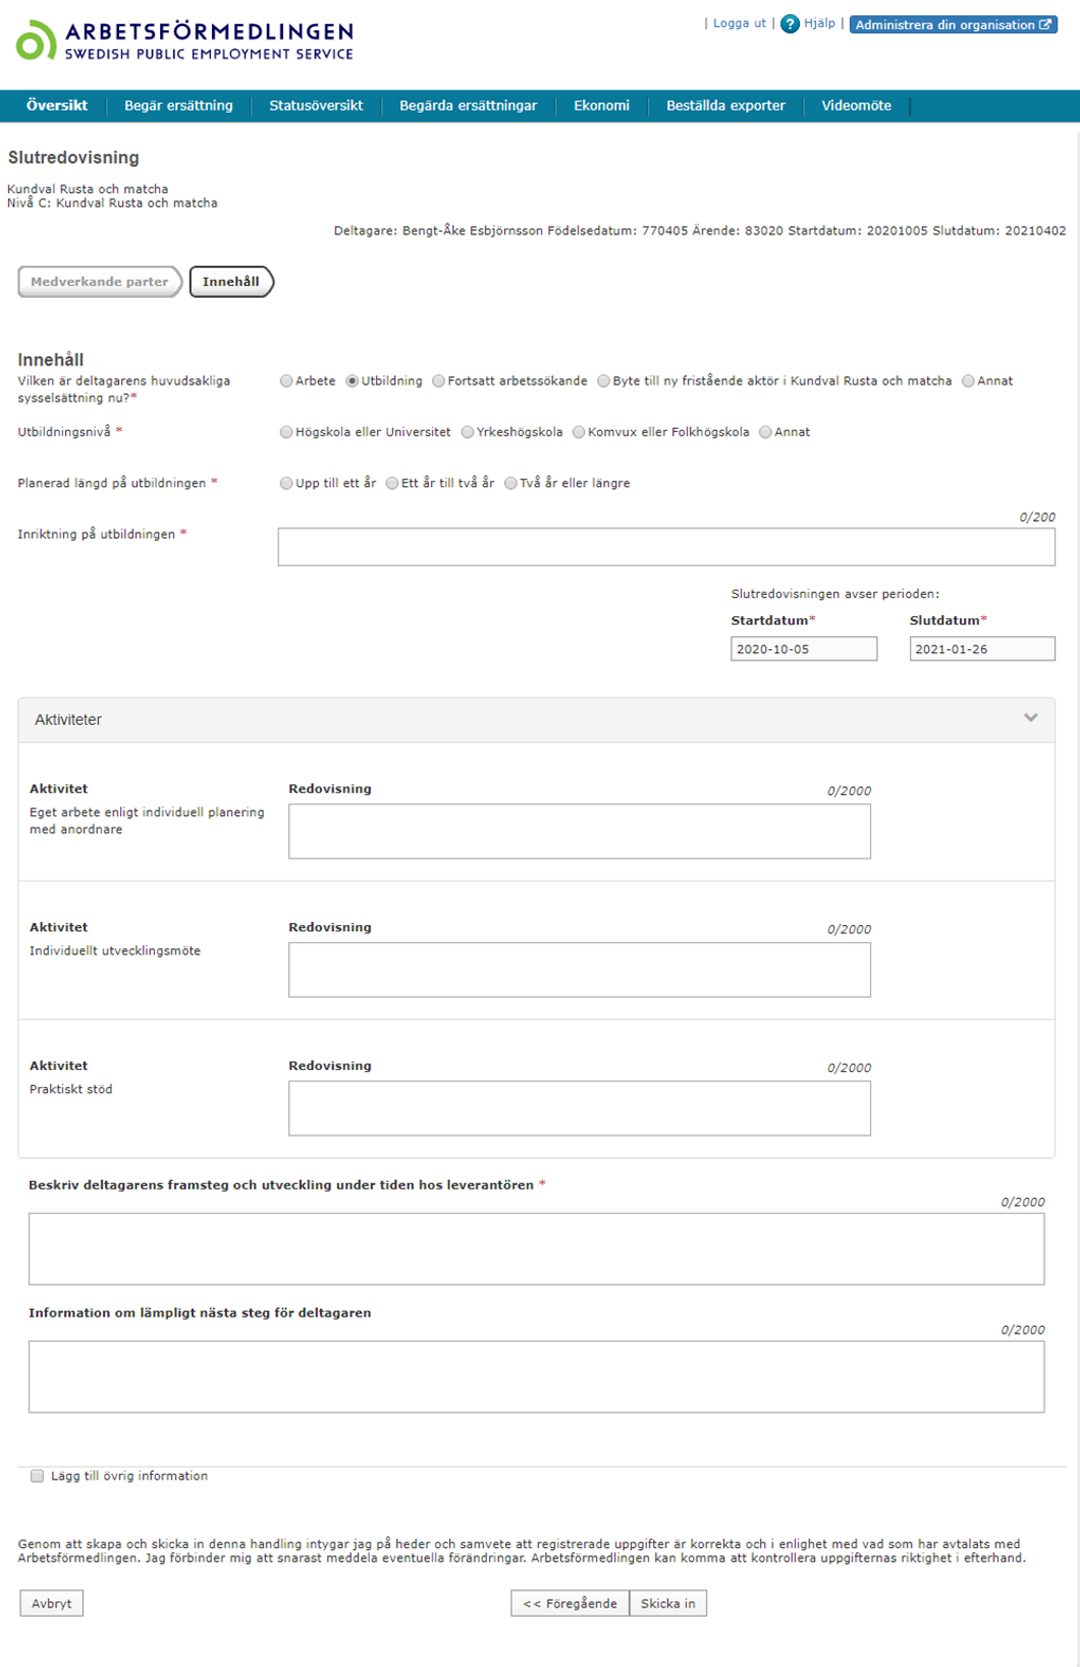 ARBETSFÖRMEDLINGEN
SWEDISH PUBLIC EMPLOYMENT SERVICE
| Logga ut | ? Hjälp | Administrera din organisation
Översikt Begär ersättning Statusöversikt Begärda ersättningar Ekonomi Beställda exporter Videomöte
Slutredovisning
Kundval Rusta och matcha
Nivå C: Kundval Rusta och matcha
Deltagare: Bengt-Åke Esbjörnsson Födelsedatum: 770405 Ärende: 83020 Startdatum: 20201005 Slutdatum: 20210402
Medverkande parter Innehåll
Innehåll
Vilken är deltagarens huvudsakliga
sysselsättning nu?*
Arbete Utbildning Fortsatt arbetssökande Byte till ny fristående aktör i Kundval Rusta och matcha Annat
Utbildningsnivå * Högskola eller Universitet Yrkeshögskola Komvux eller Folkhögskola Annat
Planerad längd på utbildningen * Upp till ett år Ett år till två år Två år eller längre
0/200
Inriktning på utbildningen *
Slutredovisningen avser perioden:
Startdatum* Slutdatum*
2020-10-05 2021-01-26
Aktiviteter
Aktivitet Redovisning 0/2000
Eget arbete enligt individuell planering
med anordnare
Aktivitet Redovisning 0/2000
Individuellt utvecklingsmöte
Aktivitet Redovisning 0/2000
Praktiskt stöd
Beskriv deltagarens framsteg och utveckling under tiden hos leverantören *
0/2000
Information om lämpligt nästa steg för deltagaren
0/2000
Lägg till övrig information
Genom att skapa och skicka in denna handling intygar jag på heder och samvete att registrerade uppgifter är korrekta och i enlighet med vad som har avtalats med
Arbetsförmedlingen. Jag förbinder mig att snarast meddela eventuella förändringar. Arbetsförmedlingen kan komma att kontrollera uppgifternas riktighet i efterhand.
Avbryt << Föregående Skicka in